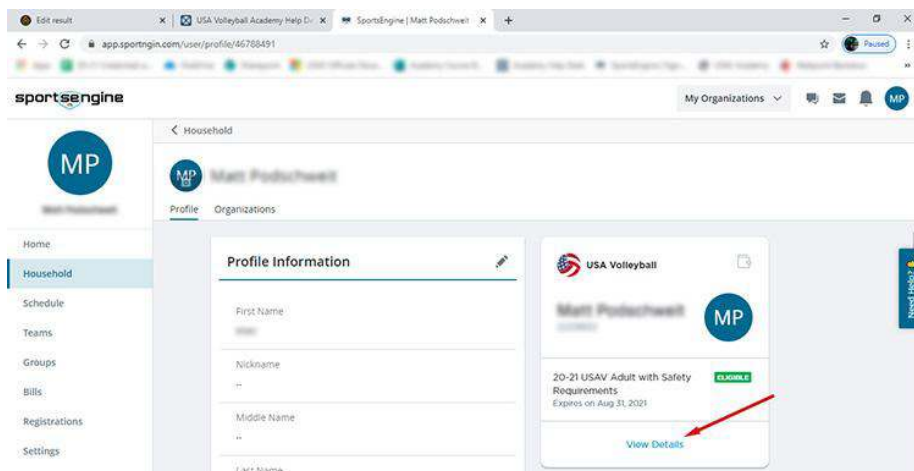 Edit result
USA Volleyball Academy Help De
SportsEngine | Matt Podschweit
app.sportngin.com/user/profile/46788491
Paused
sportsengine
My Organizations
MP
MP
Household
MP
Profile Organizations
Home
Household
Schedule
Teams
Groups
Bills
Registrations
Settings
Profile Information
First Name
Nickname
--
Middle Name
--
Last Name
USA Volleyball
MP
20-21 USAV Adult with Safety
Requirements
ELIGIBLE
Expires on Aug 31, 2021
View Details
Need Help?